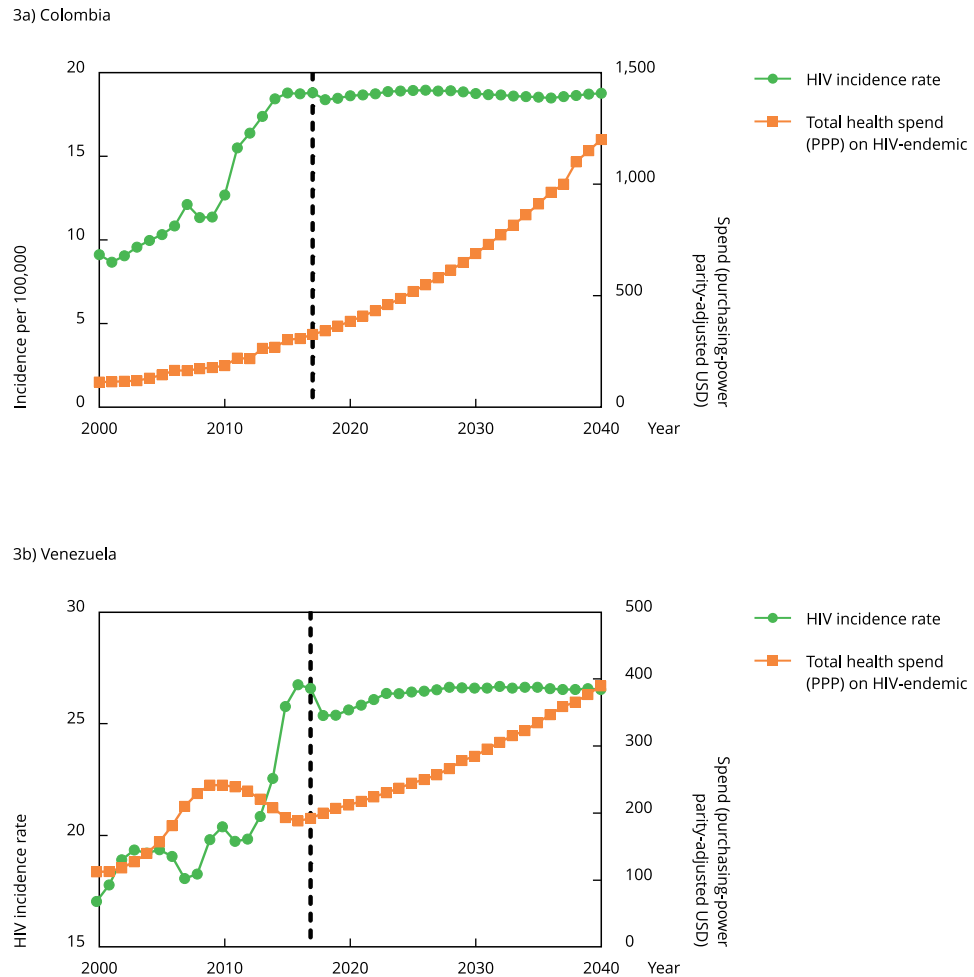 3a) Colombia
20
15
10
5
0
Incidence per 100,000
1,500
1,000
500
0
Spend (purchasing-power
parity-adjusted USD)
2000
2010
2020
2030
2040
Year
HIV incidence rate
Total health spend
(PPP) on HIV-endemic
3b) Venezuela
30
25
20
15
HIV incidence rate
500
400
300
200
100
0
Spend (purchasing-power
parity-adjusted USD)
2000
2010
2020
2030
2040
Year
HIV incidence rate
Total health spend
(PPP) on HIV-endemic